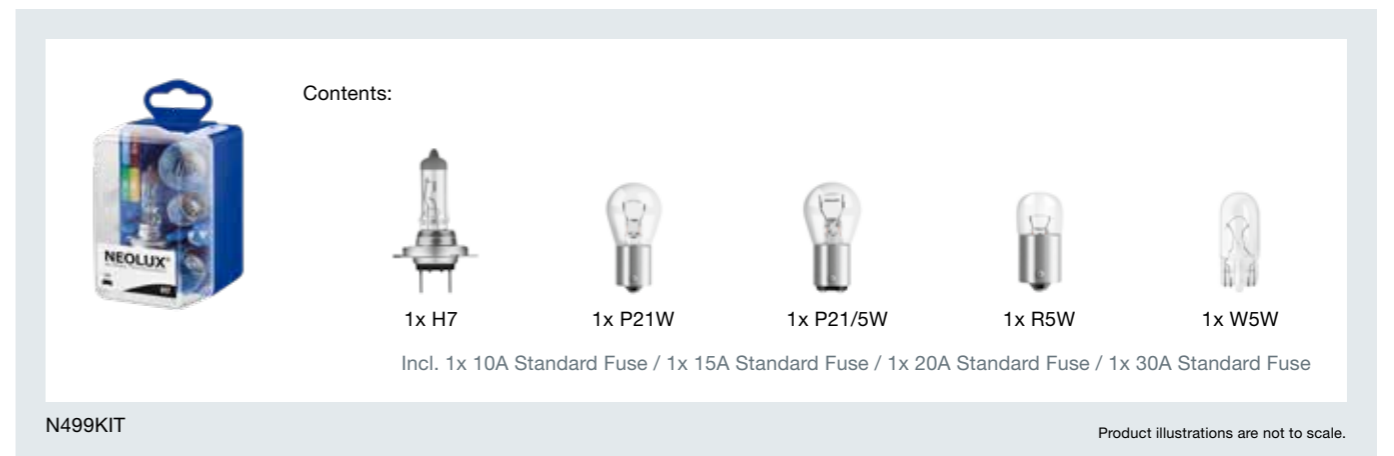 Contents:
NEOLUX®
1x H7
1x P21W
1x P21/5W
1x R5W
1x W5W
Incl. 1x 10A Standard Fuse / 1x 15A Standard Fuse / 1x 20A Standard Fuse / 1x 30A Standard Fuse
N499KIT
Product illustrations are not to scale.